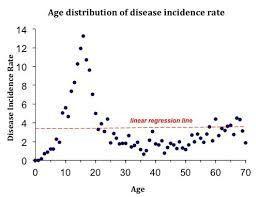 Age distribution of disease incidence rate
14
12
10
8
6
4
2
0
Disease Incidence Rate
linear regression line
0 10 20 30 40 50 60 70
Age